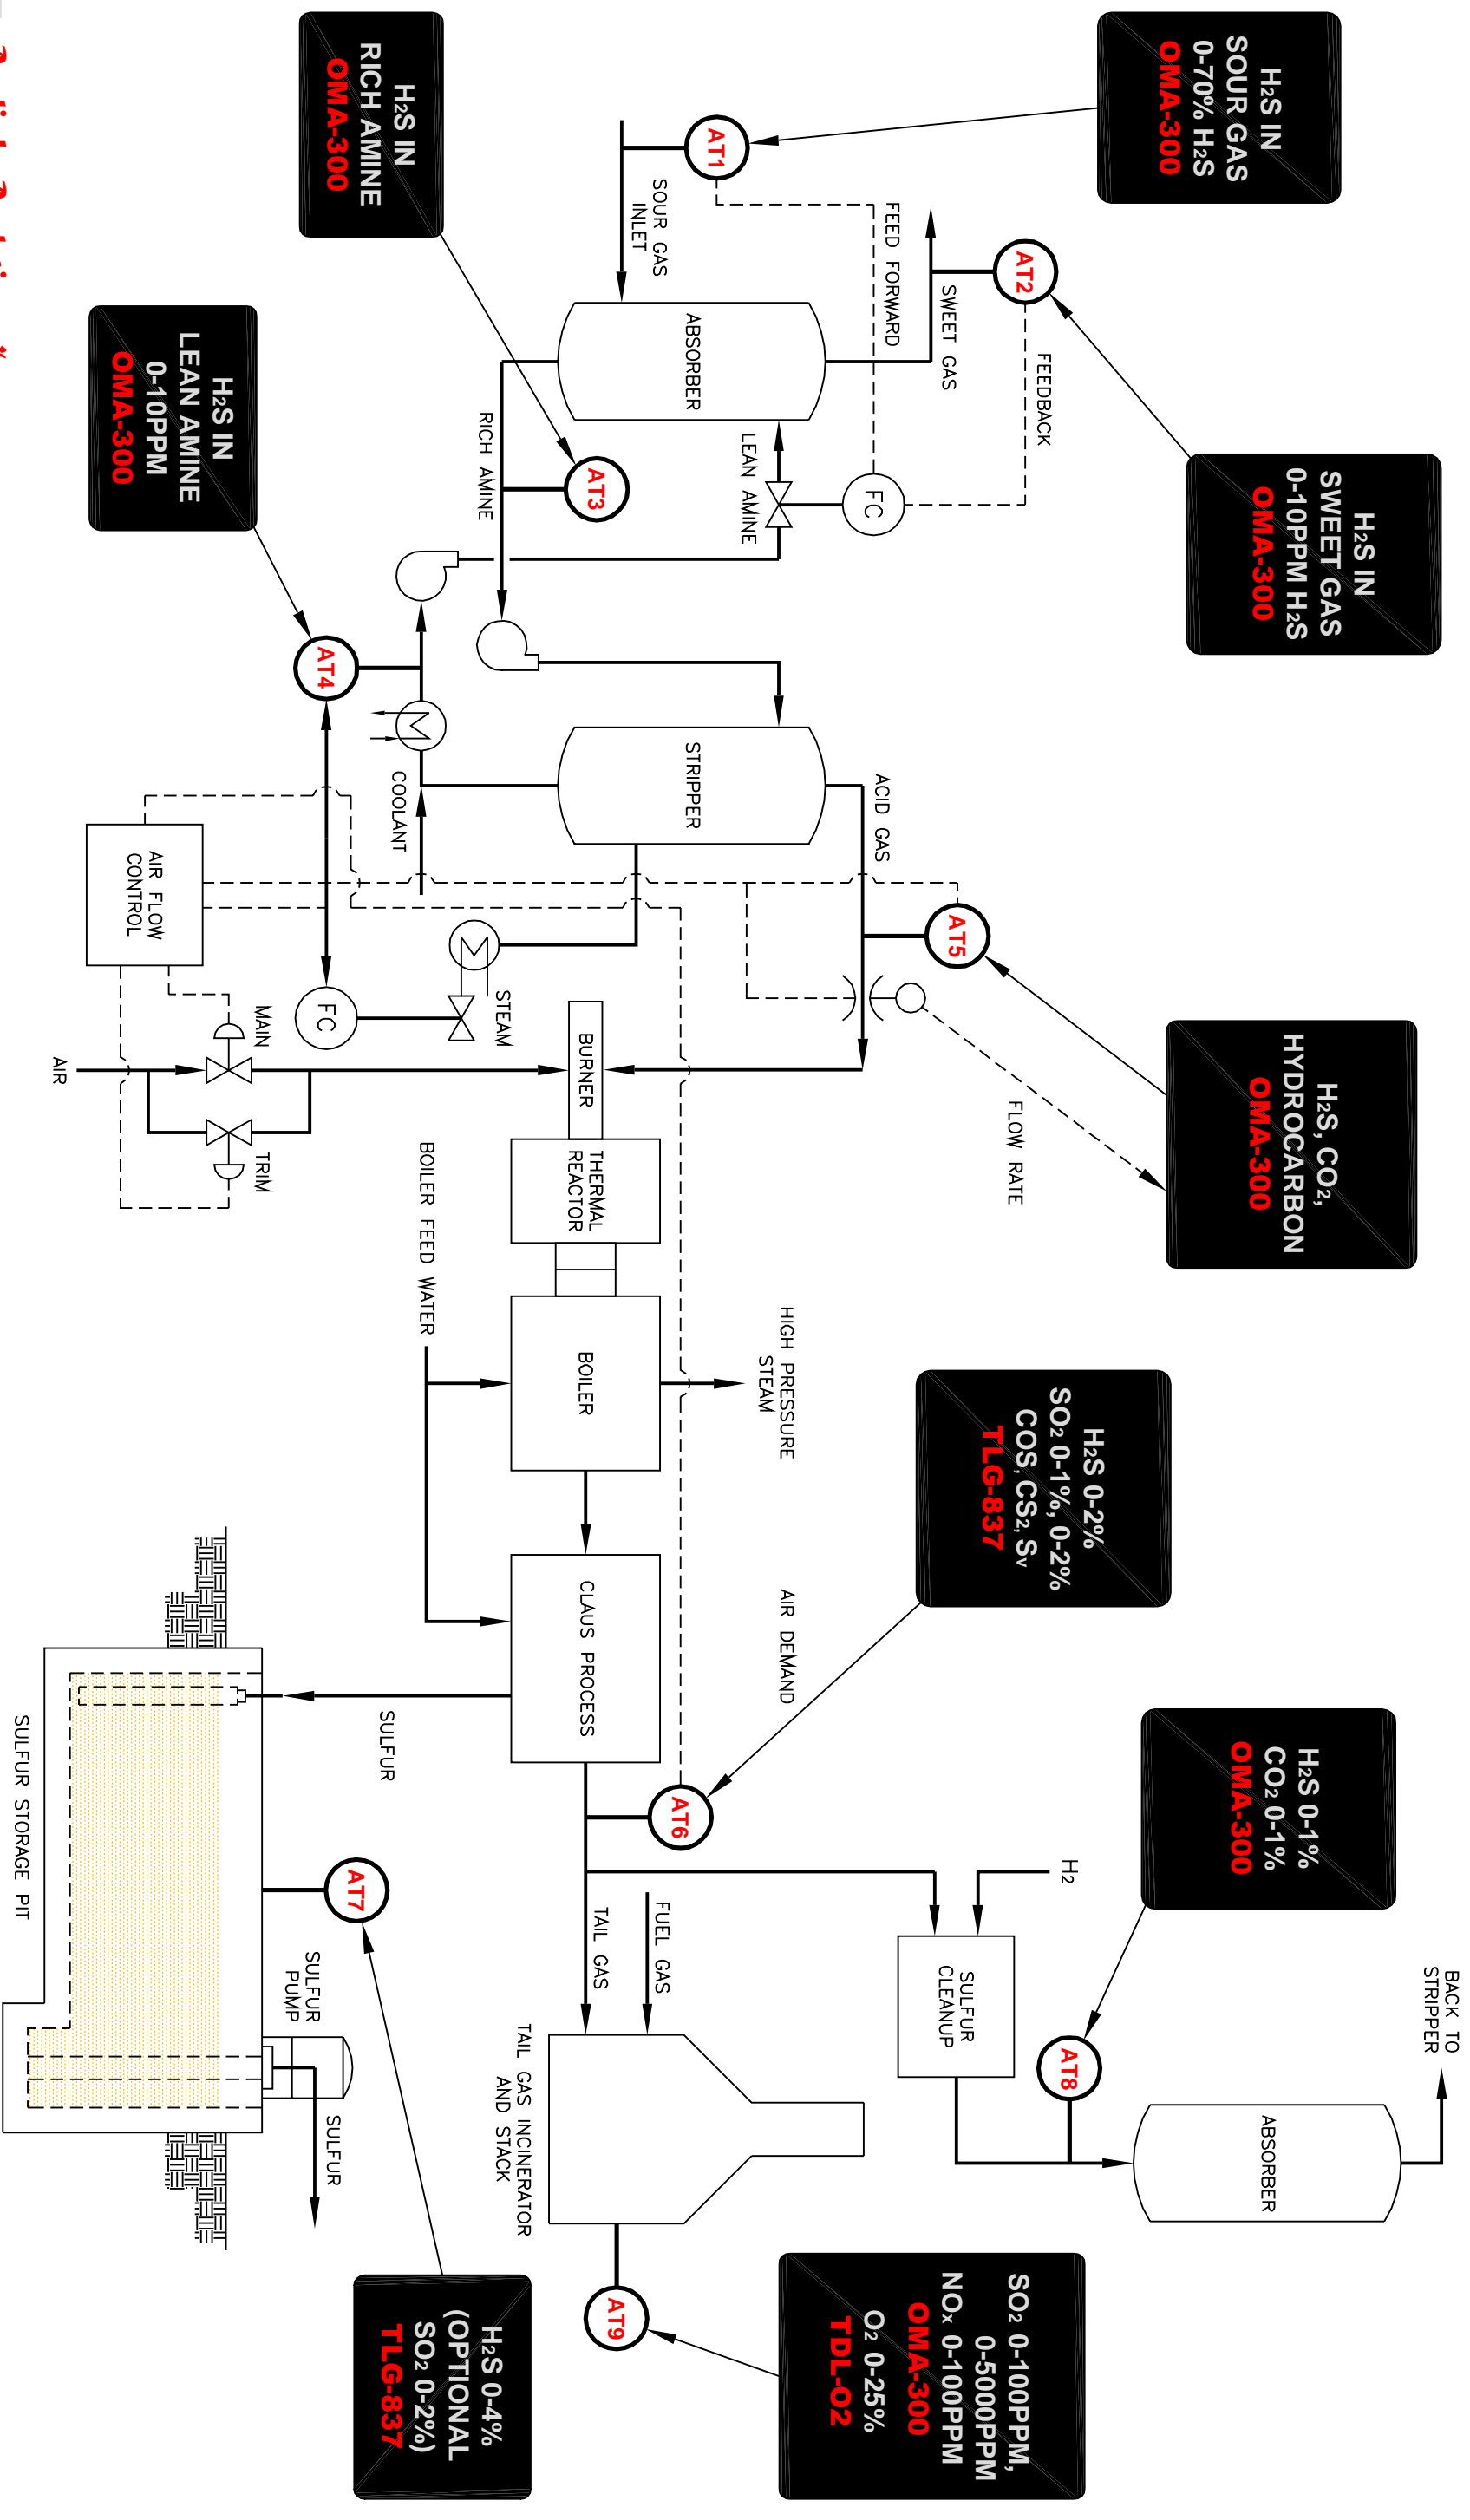 H2S IN
SOUR GAS
0-70% H2S
OMA-300
H2S IN
SWEET GAS
0-10PPM H2S
OMA-300
H2S, CO2,
HYDROCARBON
OMA-300
H2S 0-2%
SO2 0-1%, 0-2%
COS, CS2, Sv
TLG-837
H2S 0-1%
CO2 0-1%
OMA-300
BACK TO
STRIPPER
AT1
AT2
FEED FORWARD
SWEET GAS
FEEDBACK
SOUR GAS
INLET
ABSORBER
LEAN AMINE
FC
H2S IN
RICH AMINE
OMA-300
RICH AMINE
AT3
H2S IN
LEAN AMINE
0-10PPM
OMA-300
AT4
STRIPPER
ACID GAS
AT5
COOLANT
AIR FLOW
CONTROL
FC
STEAM
MAIN
AIR
TRIM
BURNER
FLOW RATE
THERMAL
REACTOR
BOILER FEED WATER
BOILER
HIGH PRESSURE
STEAM
CLAUS PROCESS
AIR DEMAND
SULFUR
AT6
H2
AT7
TAIL GAS
FUEL GAS
SULFUR
CLEANUP
AT8
ABSORBER
SULFUR STORAGE PIT
SULFUR
PUMP
SULFUR
TAIL GAS INCINERATOR
AND STACK
AT9
SO2 0-100PPM,
0-5000PPM
NOx 0-100PPM
OMA-300
O2 0-25%
TDL-O2
H2S 0-4%
(OPTIONAL
SO2 0-2%)
TLG-837